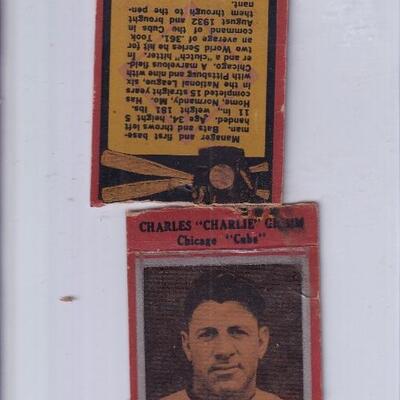 Manager and first base-
man. Bats and throws left
handed. Age 34, height 5
11 in., weight 181 lbs.
Home, Normandy, Mo. Has
completed 15 straight years
in the National League, six
with Pittsburg and nine with
Chicago. A marvelous field-
er a "clutch" hitter. In
two World Series he hit for
an average of .361. Took
command of the Cubs in
August 1932 and brought
them through to the pen-
nant.
CHARLES "CHARLIE" GRIMM
Chicago "Cubs"